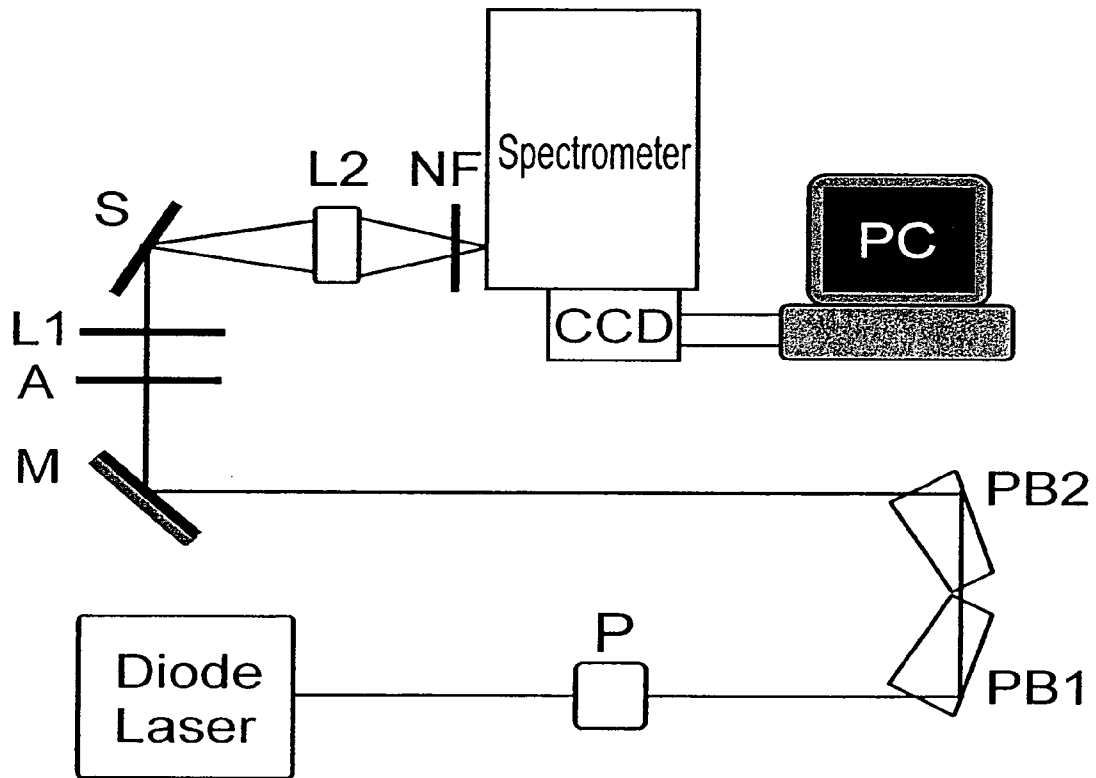 Spectrometer
L2
NF
S
PC
CCD
L1
A
M
PB2
P
Diode
Laser
PB1